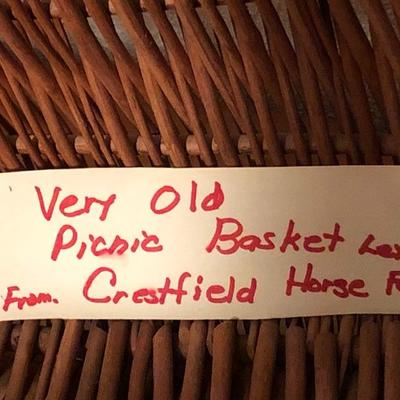 Very Old
Picnic Basket
From. Crestfield Horse